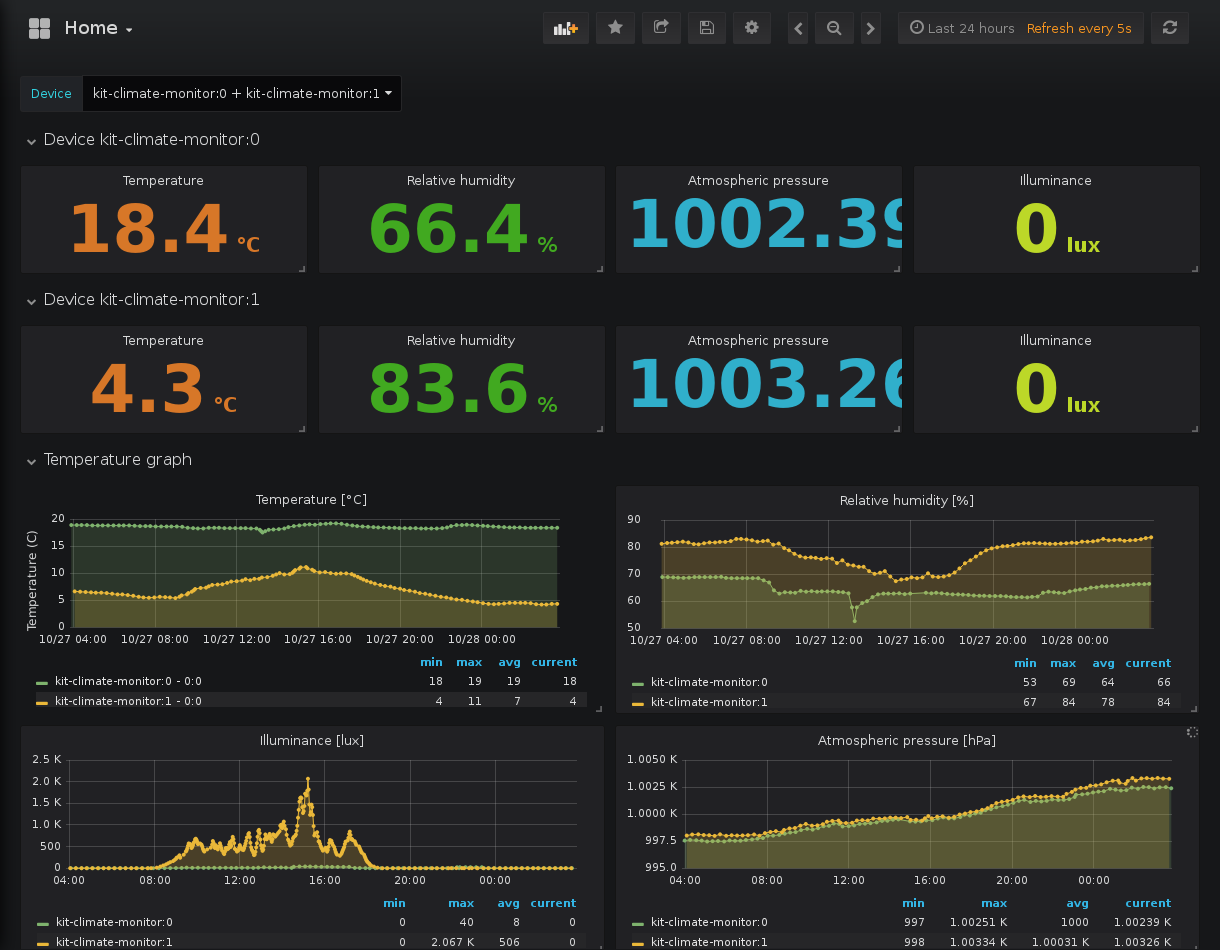 Home
Last 24 hours Refresh every 5s
Device kit-climate-monitor:0 + kit-climate-monitor:1
Device kit-climate-monitor:0
Temperature Relative humidity Atmospheric pressure Illuminance
18.4 °C 66.4 % 1002.39 0 lux
Device kit-climate-monitor:1
Temperature Relative humidity Atmospheric pressure Illuminance
4.3 °C 83.6 % 1003.26 0 lux
Temperature graph
Temperature [°C]
Temperature (C)
20
15
10
5
0
10/27 04:00 10/27 08:00 10/27 12:00 10/27 16:00 10/27 20:00 10/28 00:00
min max avg current
kit-climate-monitor:0 - 0:0 18 19 19 18
kit-climate-monitor:1 - 0:0 4 11 7 4
Relative humidity [%]
90
80
70
60
50
10/27 04:00 10/27 08:00 10/27 12:00 10/27 16:00 10/27 20:00 10/28 00:00
min max avg current
kit-climate-monitor:0 53 69 64 66
kit-climate-monitor:1 67 84 78 84
Illuminance [lux]
2.5 K
2.0 K
1.5 K
1.0 K
500
0
04:00 08:00 12:00 16:00 20:00 00:00
min max avg current
kit-climate-monitor:0 0 40 8 0
kit-climate-monitor:1 0 2.067 K 506 0
Atmospheric pressure [hPa]
1.0050 K
1.0025 K
1.0000 K
997.5
995.0
04:00 08:00 12:00 16:00 20:00 00:00
min max avg current
kit-climate-monitor:0 997 1.00251 K 1000 1.00239 K
kit-climate-monitor:1 998 1.00334 K 1.00031 K 1.00326 K